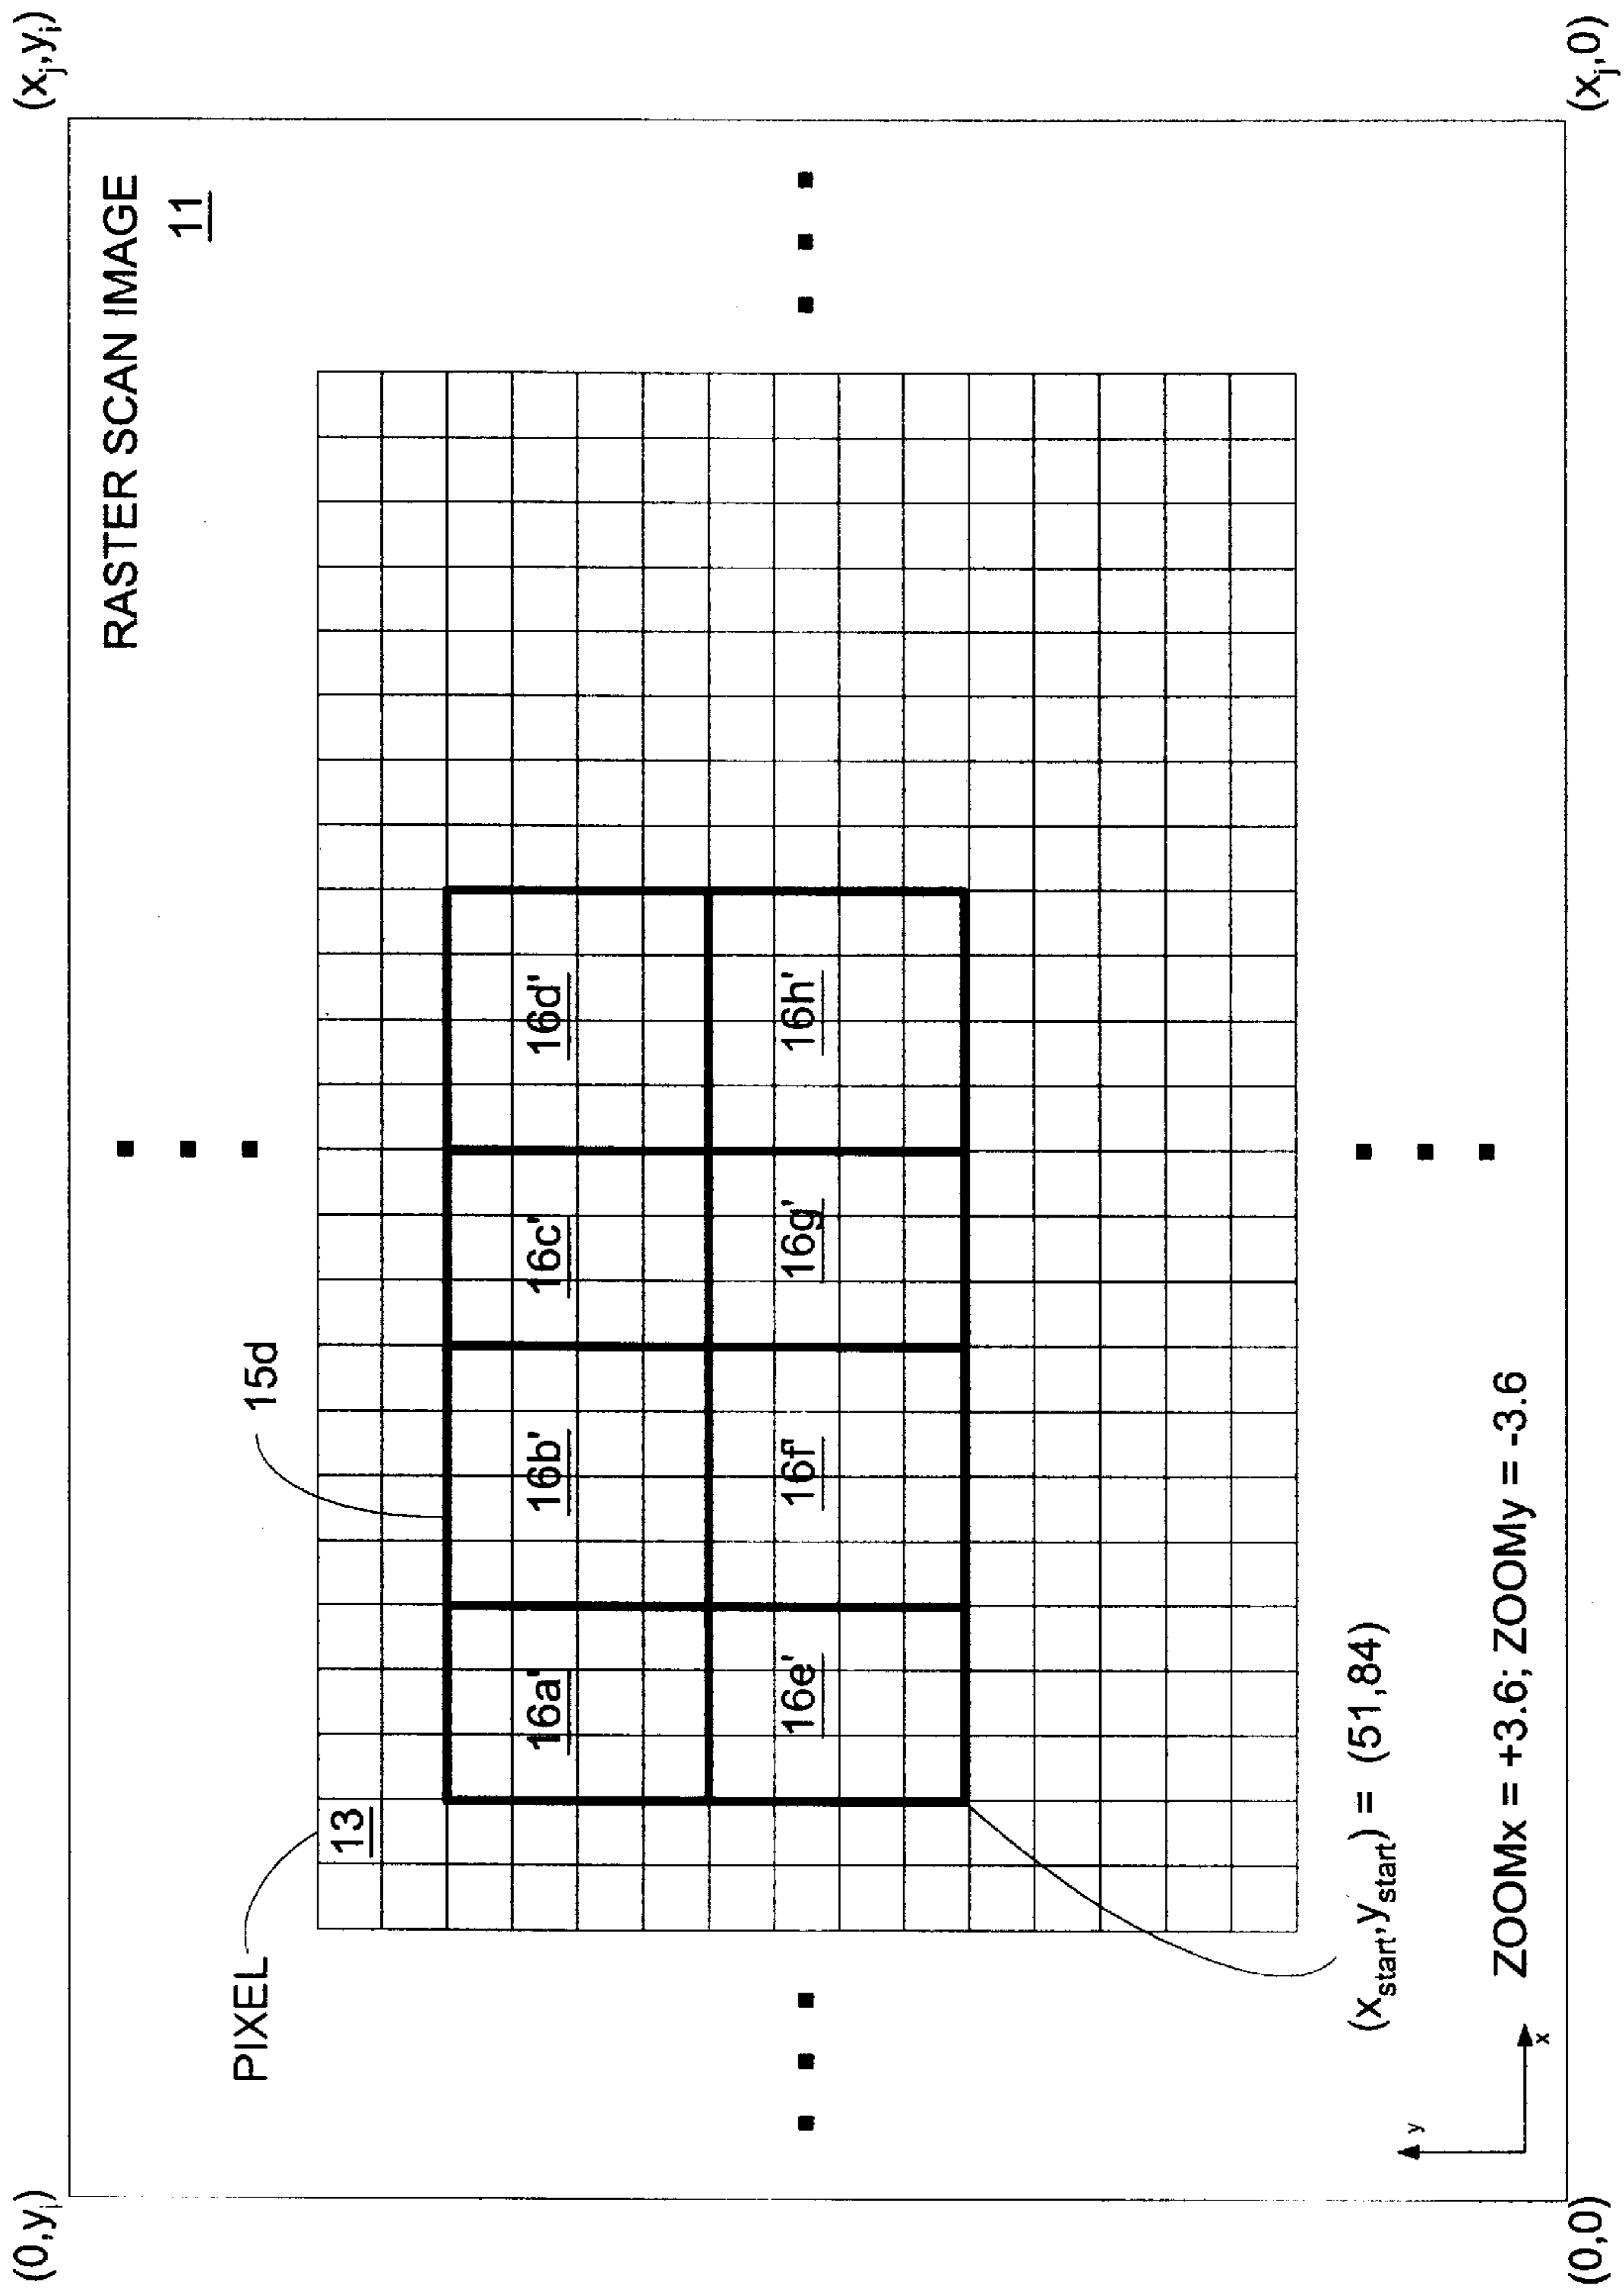 (0,yi) (xj,yi)
RASTER SCAN IMAGE
11
PIXEL
13
15d
16a' 16b' 16c' 16d'
16e' 16f' 16g' 16h'
(xstart,ystart) = (51,84)
ZOOMx = +3.6; ZOOMy = -3.6
y
x
(0,0) (xj,0)